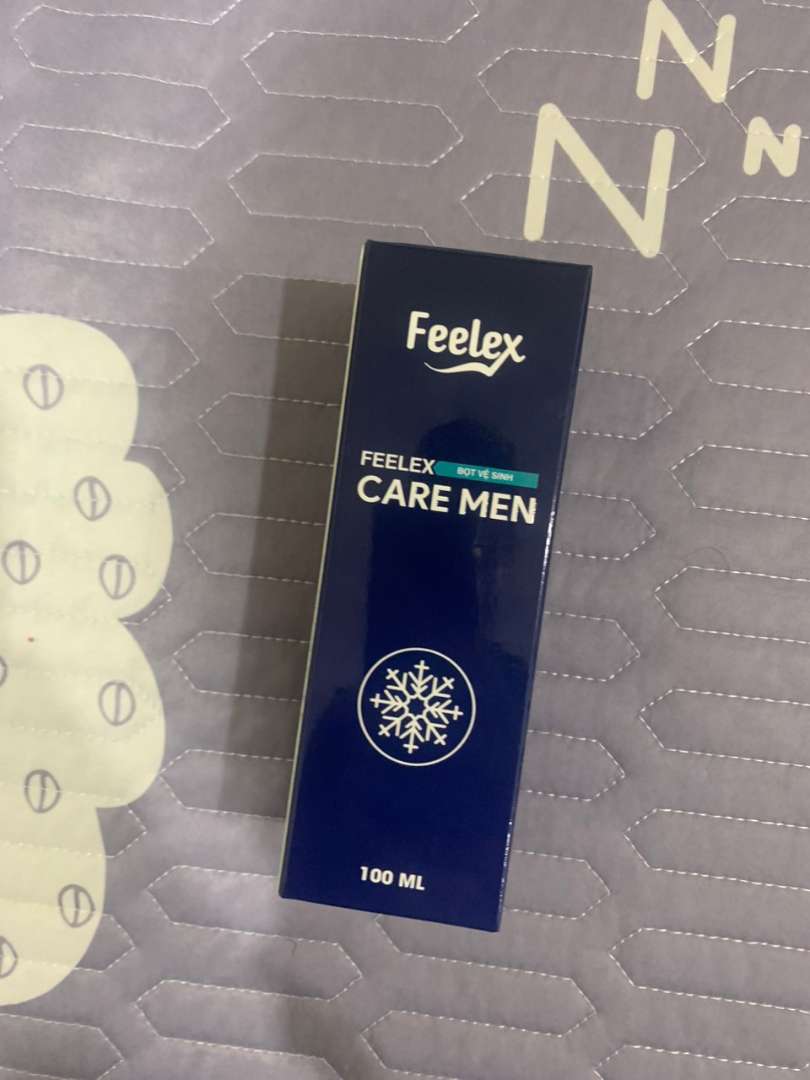 N
N
N
Feelex
FEELEX BỌT VỆ SINH
CARE MEN
100 ML